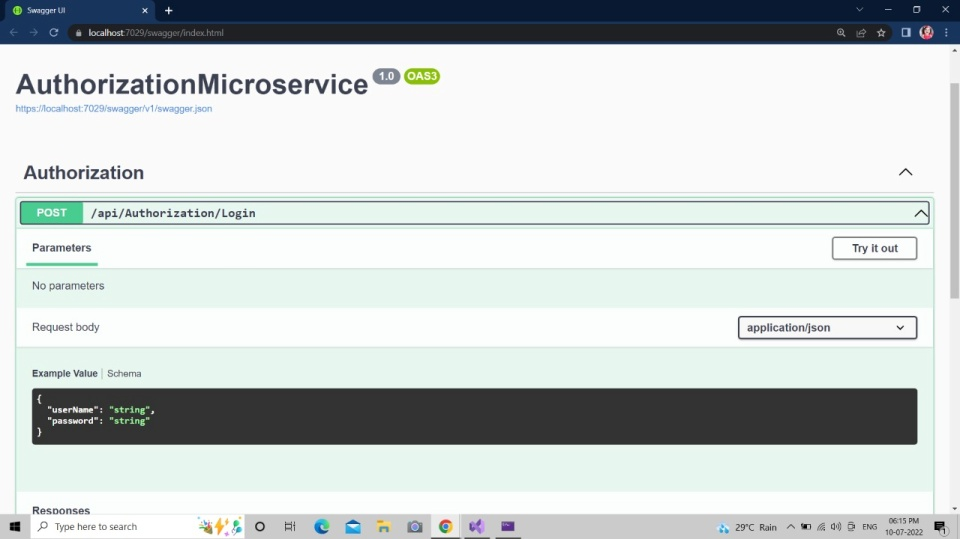 Swagger UI
localhost:7029/swagger/index.html
AuthorizationMicroservice 1.0 OAS3
https://localhost:7029/swagger/v1/swagger.json
Authorization
POST /api/Authorization/Login
Parameters
Try it out
No parameters
Request body
application/json
Example Value | Schema
{
"userName": "string",
"password": "string"
}
Responses
Type here to search
29°C Rain
ENG
06:15 PM
10-07-2022
1